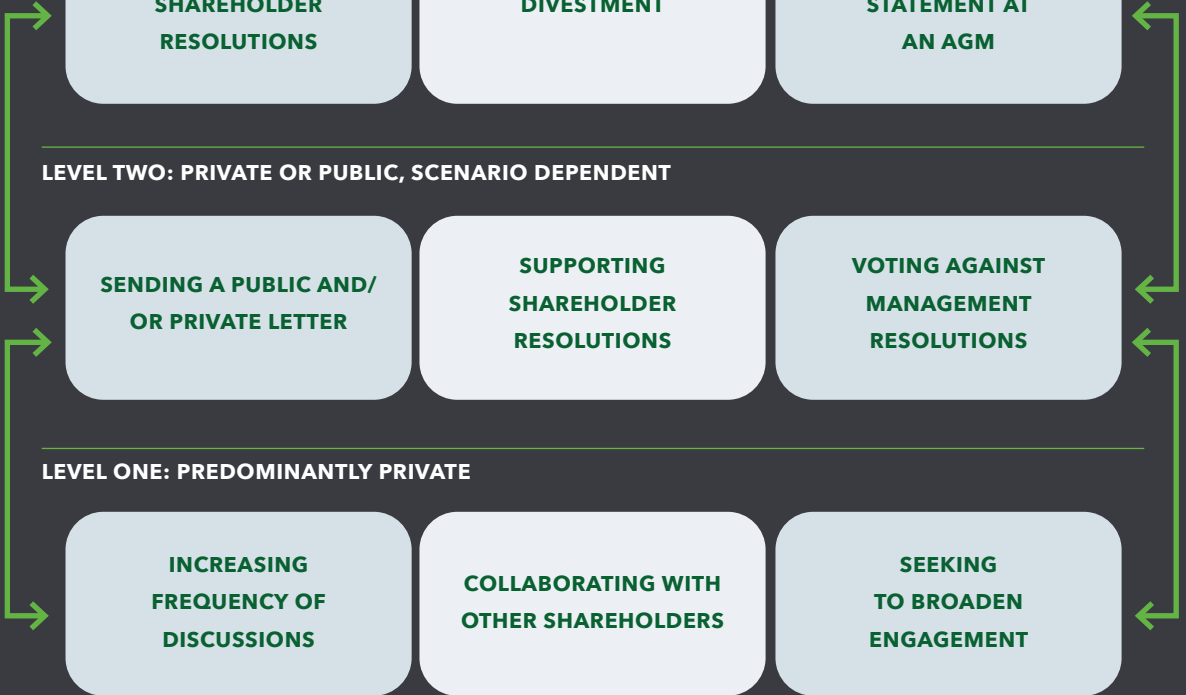 SHAREHOLDER
RESOLUTIONS
DIVESTMENT
STATEMENT AT
AN AGM
LEVEL TWO: PRIVATE OR PUBLIC, SCENARIO DEPENDENT
SENDING A PUBLIC AND/
OR PRIVATE LETTER
SUPPORTING
SHAREHOLDER
RESOLUTIONS
VOTING AGAINST
MANAGEMENT
RESOLUTIONS
LEVEL ONE: PREDOMINANTLY PRIVATE
INCREASING
FREQUENCY OF
DISCUSSIONS
COLLABORATING WITH
OTHER SHAREHOLDERS
SEEKING
TO BROADEN
ENGAGEMENT